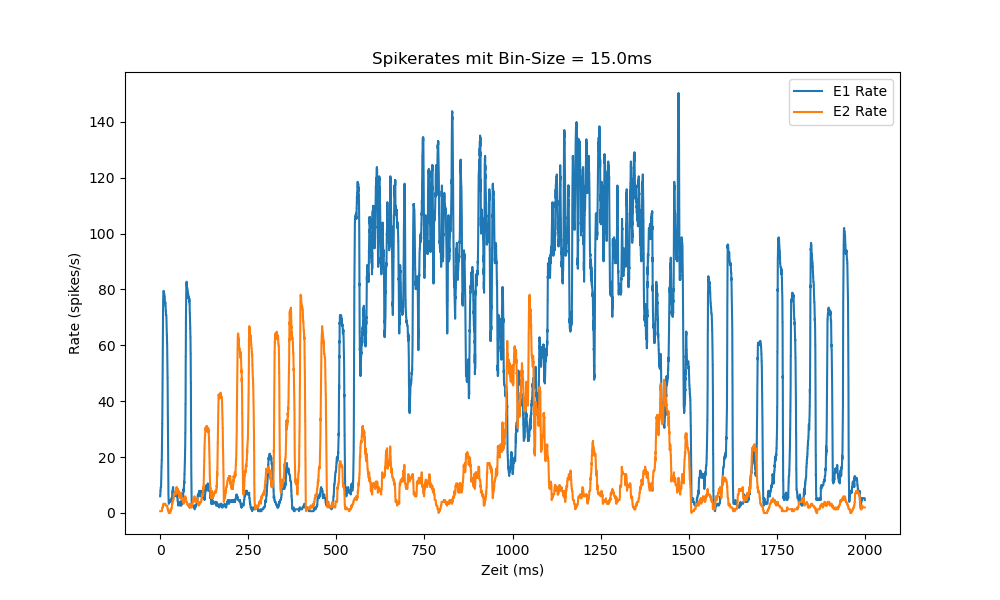 Spikerates mit Bin-Size = 15.0ms
E1 Rate
E2 Rate
140
120
100
80
60
40
20
0
Rate (spikes/s)
0 250 500 750 1000 1250 1500 1750 2000
Zeit (ms)